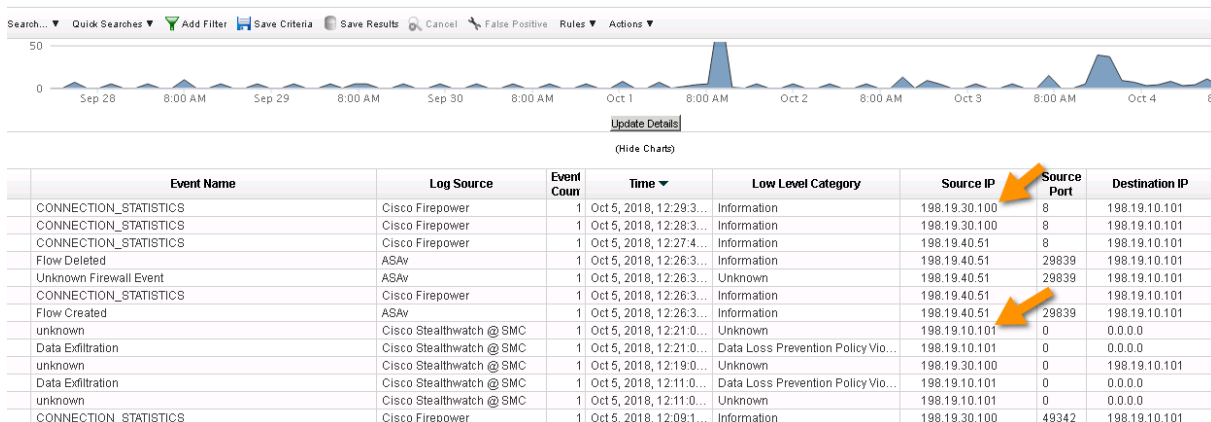 Search... ▼ Quick Searches ▼ Add Filter Save Criteria Save Results Cancel False Positive Rules ▼ Actions ▼
50
0
Sep 28 8:00 AM Sep 29 8:00 AM Sep 30 8:00 AM Oct 1 8:00 AM Oct 2 8:00 AM Oct 3 8:00 AM Oct 4 8
Update Details
(Hide Charts)
Event Name Log Source Event Coun Time ▼ Low Level Category Source IP Source Port Destination IP
CONNECTION_STATISTICS Cisco Firepower 1 Oct 5, 2018, 12:29:3... Information 198.19.30.100 8 198.19.10.101
CONNECTION_STATISTICS Cisco Firepower 1 Oct 5, 2018, 12:28:3... Information 198.19.30.100 8 198.19.10.101
CONNECTION_STATISTICS Cisco Firepower 1 Oct 5, 2018, 12:27:4... Information 198.19.40.51 8 198.19.10.101
Flow Deleted ASAv 1 Oct 5, 2018, 12:26:3... Information 198.19.40.51 29839 198.19.10.101
Unknown Firewall Event ASAv 1 Oct 5, 2018, 12:26:3... Unknown 198.19.40.51 29839 198.19.10.101
CONNECTION_STATISTICS Cisco Firepower 1 Oct 5, 2018, 12:26:3... Information 198.19.40.51 198.19.10.101
Flow Created ASAv 1 Oct 5, 2018, 12:26:3... Information 198.19.40.51 29839 198.19.10.101
unknown Cisco Stealthwatch @ SMC 1 Oct 5, 2018, 12:21:0... Unknown 198.19.10.101 0 0.0.0.0
Data Exfiltration Cisco Stealthwatch @ SMC 1 Oct 5, 2018, 12:21:0... Data Loss Prevention Policy Vio... 198.19.10.101 0 0.0.0.0
unknown Cisco Stealthwatch @ SMC 1 Oct 5, 2018, 12:19:0... Unknown 198.19.30.100 0 198.19.10.101
Data Exfiltration Cisco Stealthwatch @ SMC 1 Oct 5, 2018, 12:11:0... Data Loss Prevention Policy Vio... 198.19.10.101 0 0.0.0.0
unknown Cisco Stealthwatch @ SMC 1 Oct 5, 2018, 12:11:0... Unknown 198.19.10.101 0 0.0.0.0
CONNECTION_STATISTICS Cisco Firepower 1 Oct 5, 2018, 12:09:1... Information 198.19.30.100 49342 198.19.10.101